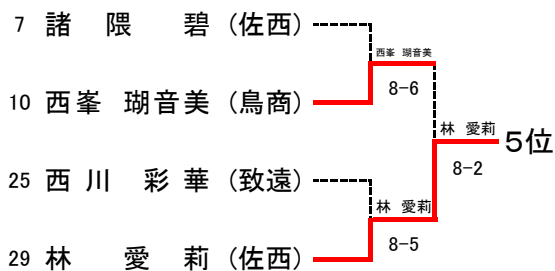 7 諸 隈 碧 (佐西)
西峯 瑚音美
8-6
10 西峯 瑚音美 (鳥商)
林 愛莉
5位
8-2
25 西川 彩華 (致遠)
林 愛莉
8-5
29 林 愛莉 (佐西)